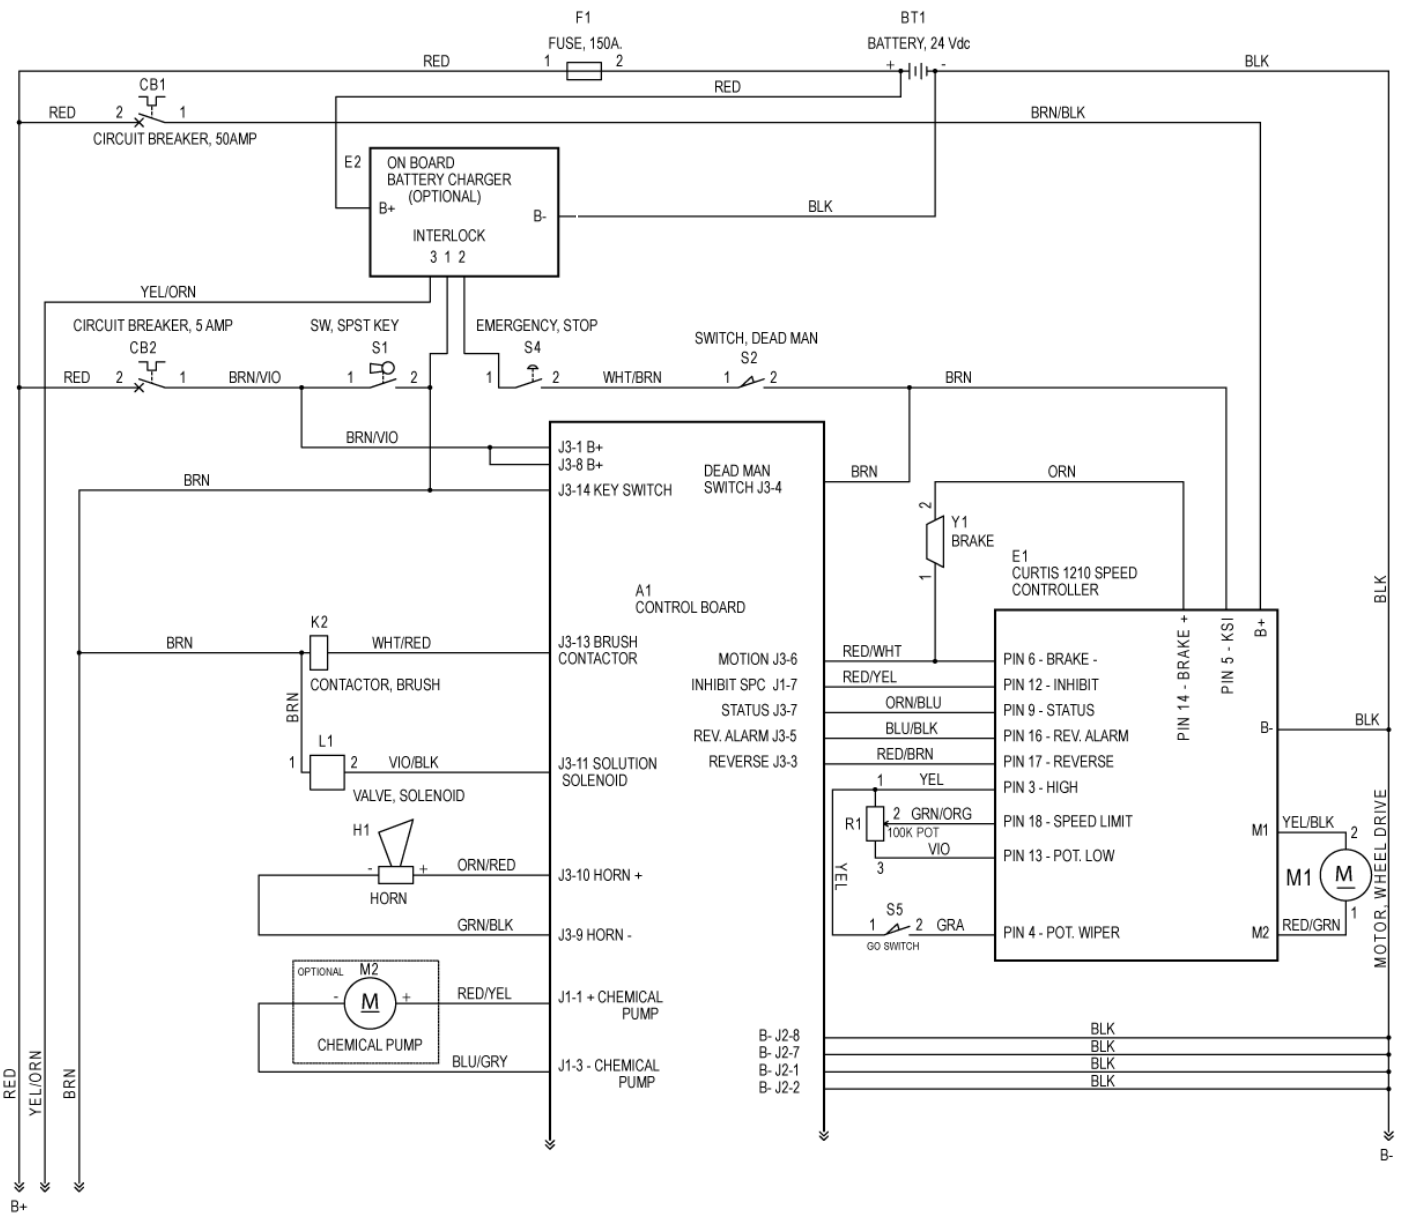 F1
BT1
FUSE, 150A.
BATTERY, 24 Vdc
RED
1
2
+
-
BLK
CB1
RED
RED
2
1
BRN/BLK
CIRCUIT BREAKER, 50AMP
E2
ON BOARD
BATTERY CHARGER
(OPTIONAL)
B+
B-
BLK
INTERLOCK
3 1 2
YEL/ORN
CIRCUIT BREAKER, 5 AMP
SW, SPST KEY
EMERGENCY, STOP
SWITCH, DEAD MAN
CB2
S1
S4
S2
RED
2
1
BRN/VIO
1
2
1
2
WHT/BRN
1
2
BRN
BRN/VIO
J3-1 B+
J3-8 B+
DEAD MAN
SWITCH J3-4
BRN
ORN
BRN
J3-14 KEY SWITCH
2
Y1
BRAKE
1
E1
CURTIS 1210 SPEED
CONTROLLER
BLK
A1
CONTROL BOARD
K2
BRN
WHT/RED
J3-13 BRUSH
CONTACTOR
CONTACTOR, BRUSH
PIN 14 - BRAKE +
PIN 5 - KSI
B+
MOTION J3-6
RED/WHT
PIN 6 - BRAKE -
INHIBIT SPC J1-7
RED/YEL
PIN 12 - INHIBIT
STATUS J3-7
ORN/BLU
PIN 9 - STATUS
REV. ALARM J3-5
BLU/BLK
PIN 16 - REV. ALARM
B-
BLK
REVERSE J3-3
RED/BRN
PIN 17 - REVERSE
BRN
L1
1
2
VIO/BLK
J3-11 SOLUTION
SOLENOID
VALVE, SOLENOID
1
YEL
PIN 3 - HIGH
R1
2
GRN/ORG
100K POT
PIN 18 - SPEED LIMIT
VIO
PIN 13 - POT. LOW
3
YEL
M1
YEL/BLK
2
M1
M
1
M2
RED/GRN
MOTOR, WHEEL DRIVE
H1
-
+
ORN/RED
J3-10 HORN +
HORN
GRN/BLK
J3-9 HORN -
S5
1
2
GRA
PIN 4 - POT. WIPER
GO SWITCH
OPTIONAL
M2
-
M
+
RED/YEL
J1-1 + CHEMICAL
PUMP
CHEMICAL PUMP
BLU/GRY
J1-3 - CHEMICAL
PUMP
B- J2-8
BLK
B- J2-7
BLK
B- J2-1
BLK
B- J2-2
BLK
RED
YEL/ORN
BRN
B-
B+